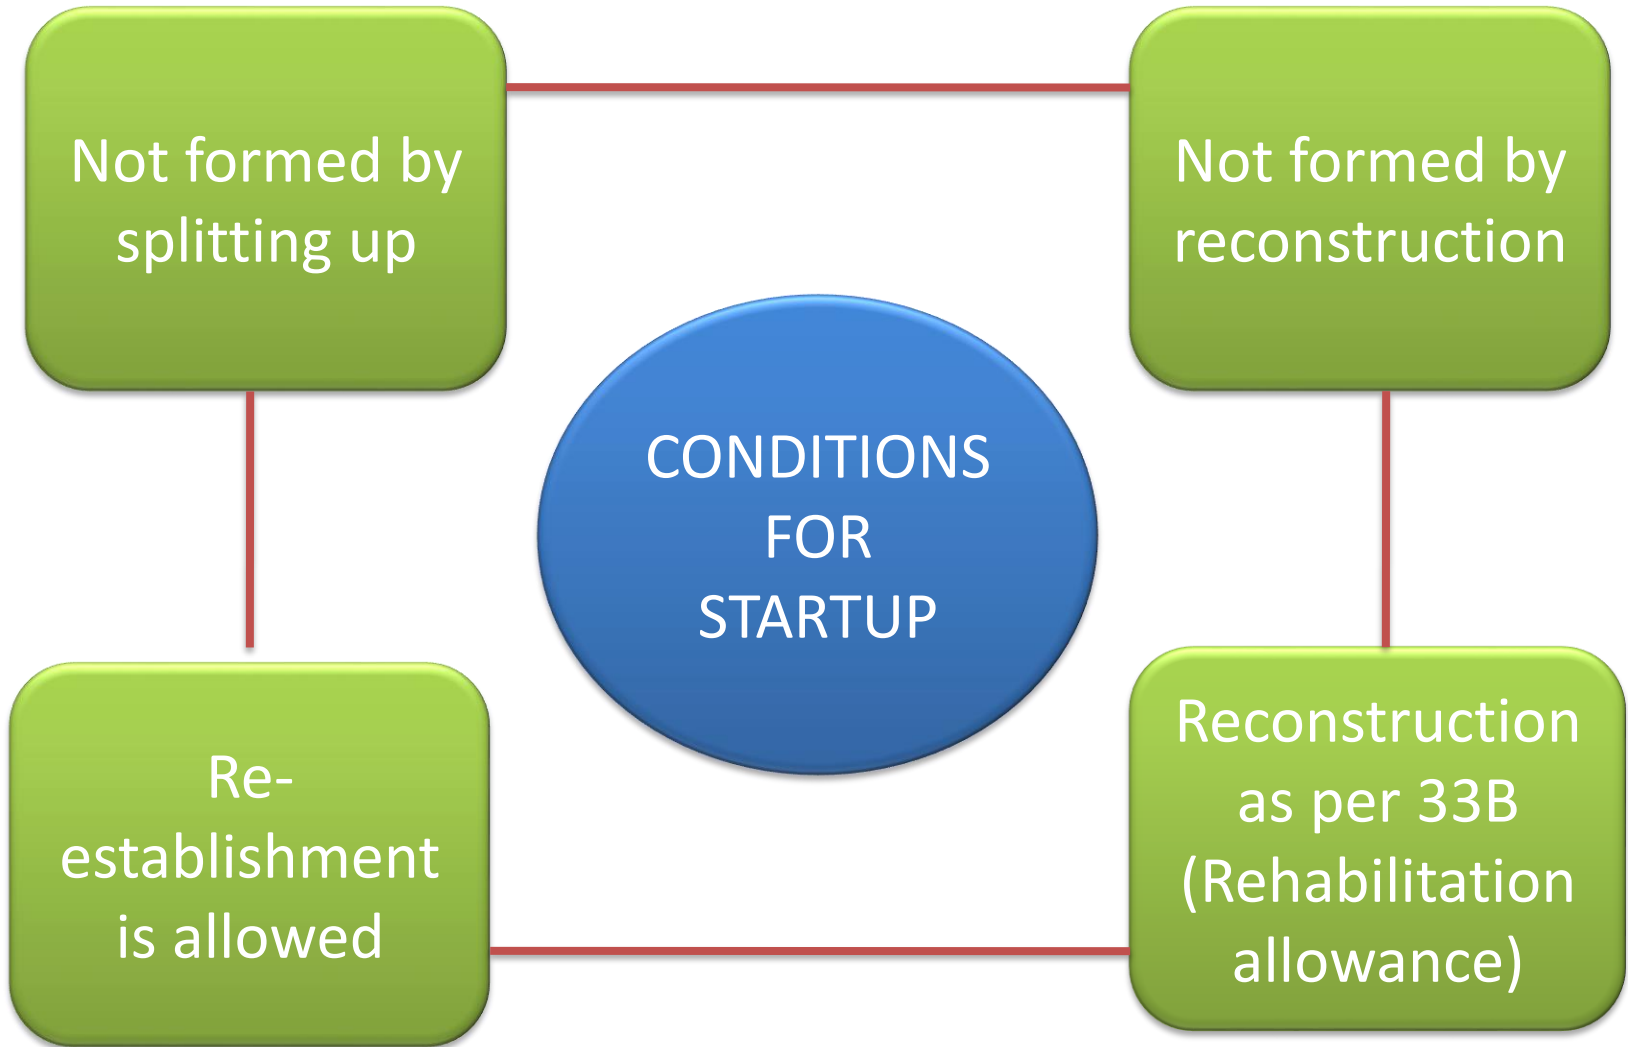 Not formed by
splitting up
Not formed by
reconstruction
CONDITIONS
FOR
STARTUP
Re-
establishment
is allowed
Reconstruction
as per 33B
(Rehabilitation
allowance)